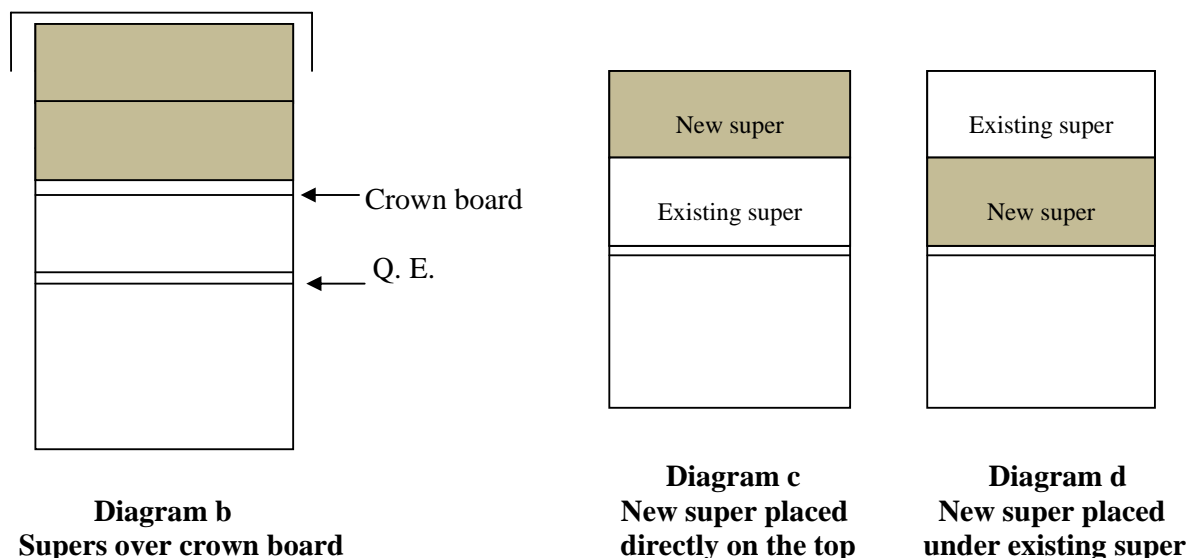 Crown board
Q. E.
Diagram b
Supers over crown board
New super
Existing super
Diagram c
New super placed
directly on the top
Existing super
New super
Diagram d
New super placed
under existing super